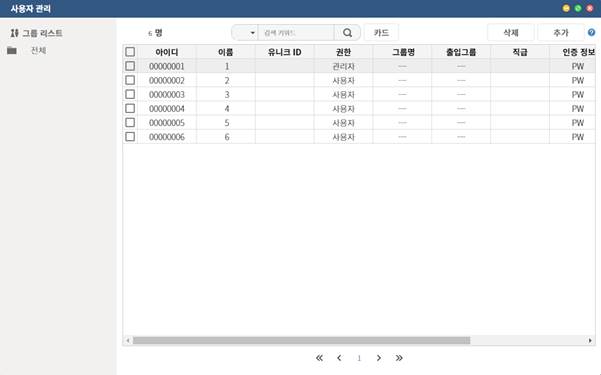 사용자 관리
그룹 리스트
전체
6 명
검색 키워드
카드
삭제
추가
?
아이디 이름 유니크 ID 권한 그룹명 출입그룹 직급 인증 정보
00000001 1 관리자 --- --- PW
00000002 2 사용자 --- --- PW
00000003 3 사용자 --- --- PW
00000004 4 사용자 --- --- PW
00000005 5 사용자 --- --- PW
00000006 6 사용자 --- --- PW
1